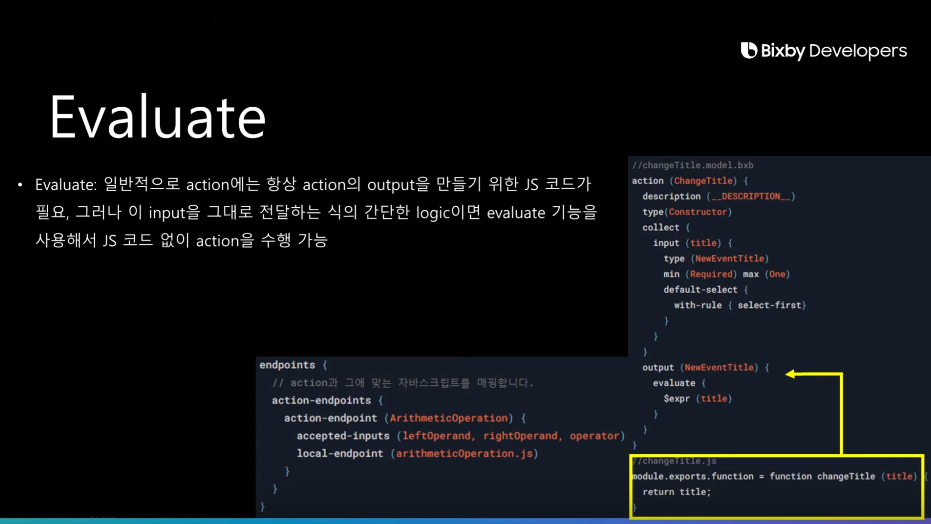 Bixby Developers
Evaluate
• Evaluate: 일반적으로 action에는 항상 action의 output을 만들기 위한 JS 코드가
필요, 그러나 이 input을 그대로 전달하는 식의 간단한 logic이면 evaluate 기능을
사용해서 JS 코드 없이 action을 수행 가능
//changeTitle.model.bxb
action (ChangeTitle) {
description (__DESCRIPTION__)
type(Constructor)
collect {
input (title) {
type (NewEventTitle)
min (Required) max (One)
default-select {
with-rule { select-first}
}
}
}
output (NewEventTitle) {
evaluate {
$expr (title)
}
}
}
//changeTitle.js
module.exports.function = function changeTitle (title) {
return title;
}
endpoints {
// action과 그에 맞는 자바스크립트를 매핑합니다.
action-endpoints {
action-endpoint (ArithmeticOperation) {
accepted-inputs (leftOperand, rightOperand, operator)
local-endpoint (arithmeticOperation.js)
}
}
}